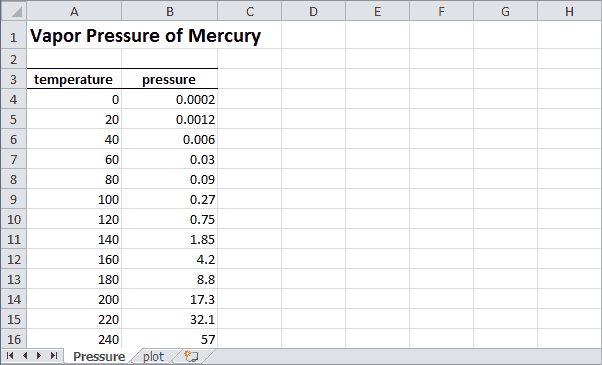 A B C D E F G H
1 Vapor Pressure of Mercury
2
3 temperature pressure
4 0 0.0002
5 20 0.0012
6 40 0.006
7 60 0.03
8 80 0.09
9 100 0.27
10 120 0.75
11 140 1.85
12 160 4.2
13 180 8.8
14 200 17.3
15 220 32.1
16 240 57
Pressure plot